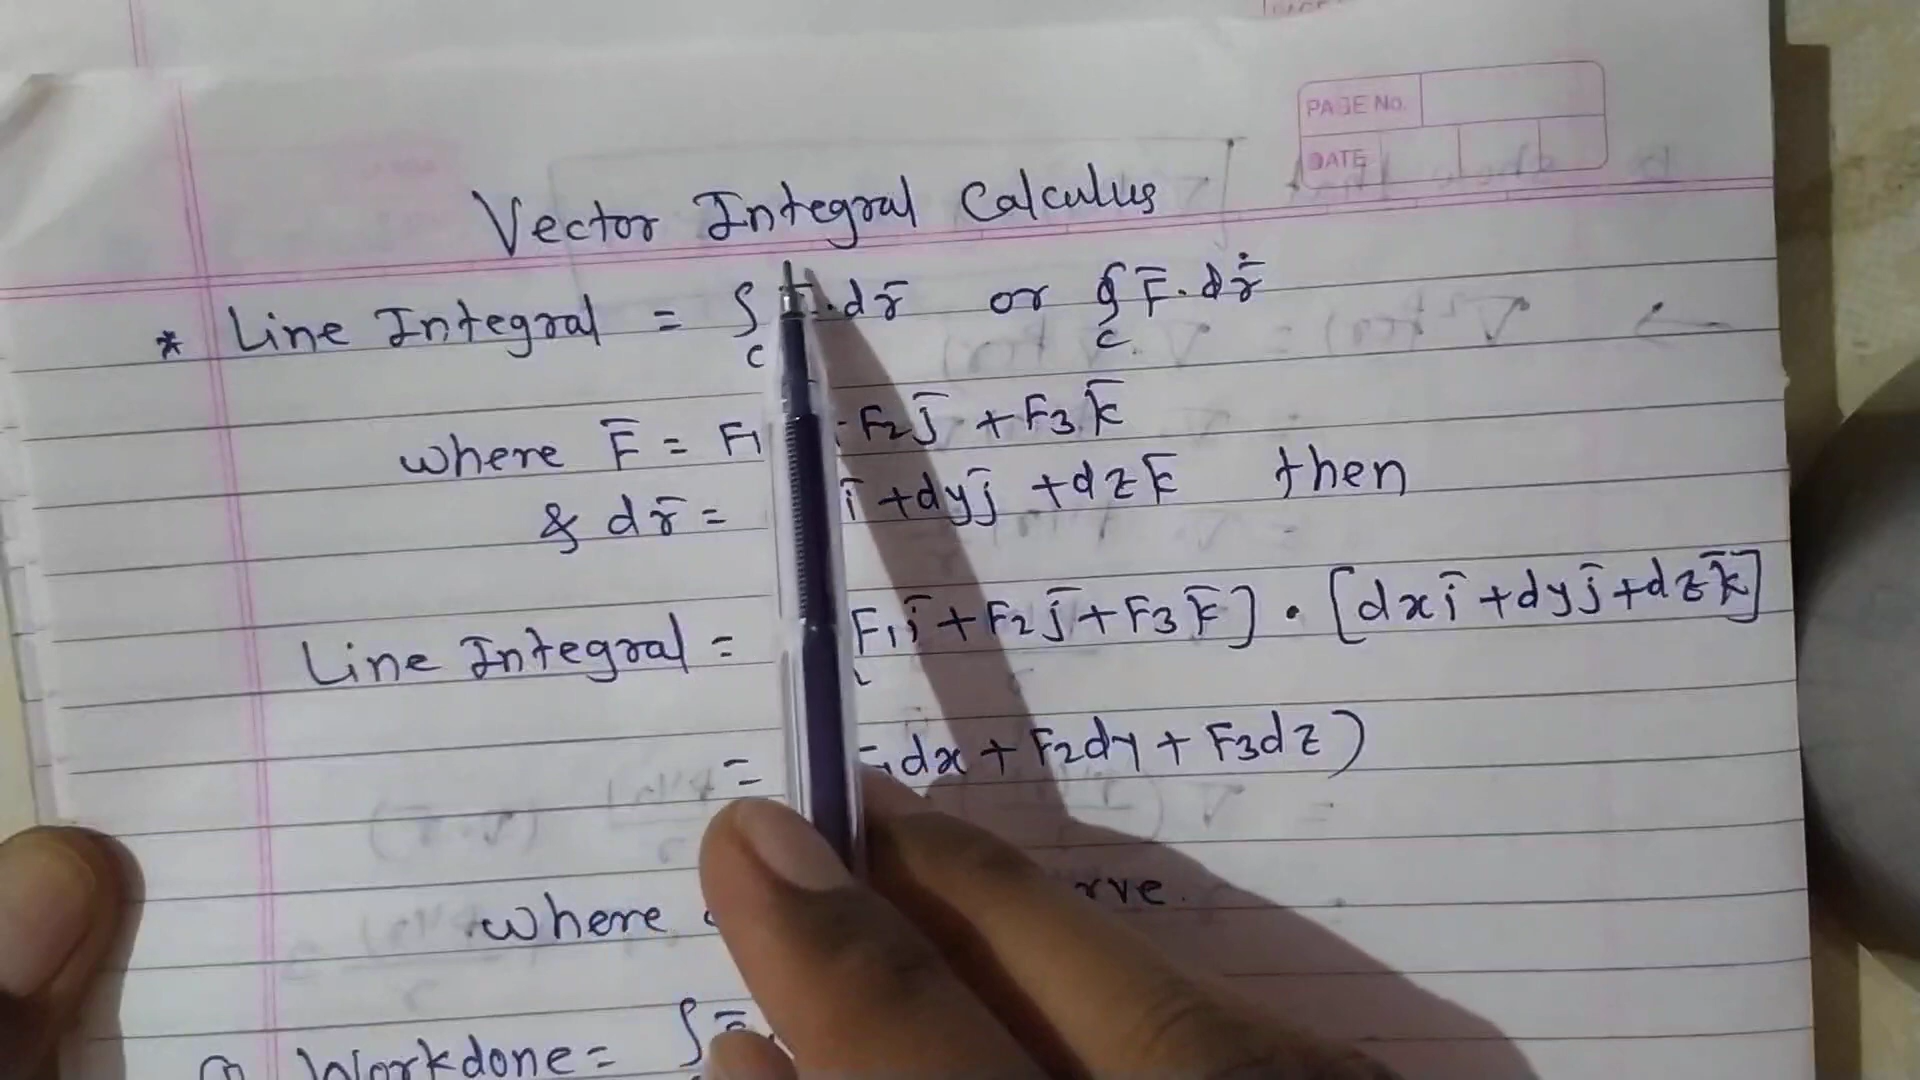 PAGE No.
DATE
Vector Integral Calculus
* Line Integral = ∫ .dr̄ or ∮ F̄.dr̄
c c
where F̄ = F1 F2j̄ + F3k̄
& dr̄ = ī + dyj̄ + dzk̄ then
Line Integral = F1ī + F2j̄ + F3k̄] . [dxī + dyj̄ + dzk̄]
= dx + F2dy + F3dz)
where
Workdone = ∫ F̄